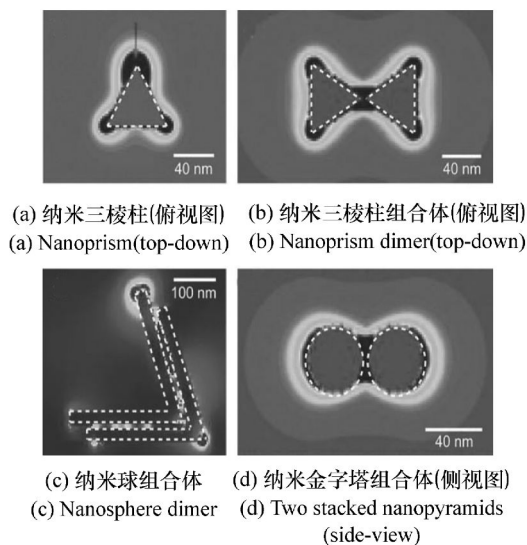 40 nm
40 nm
(a) 纳米三棱柱(俯视图)
(a) Nanoprism(top-down)
(b) 纳米三棱柱组合体(俯视图)
(b) Nanoprism dimer(top-down)
100 nm
40 nm
(c) 纳米球组合体
(c) Nanosphere dimer
(d) 纳米金字塔组合体(侧视图)
(d) Two stacked nanopyramids
(side-view)